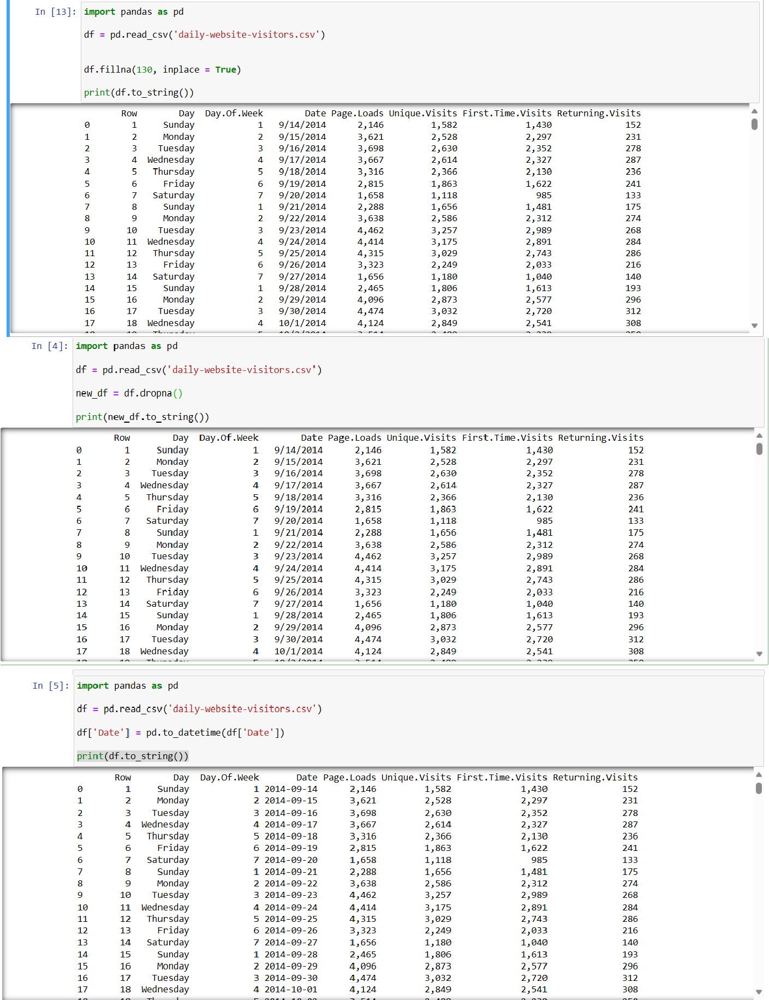 In [13]: import pandas as pd
df = pd.read_csv('daily-website-visitors.csv')
df.fillna(130, inplace = True)
print(df.to_string())
Row Day Day.Of.Week Date Page.Loads Unique.Visits First.Time.Visits Returning.Visits
0 1 Sunday 1 9/14/2014 2,146 1,582 1,430 152
1 2 Monday 2 9/15/2014 3,621 2,528 2,297 231
2 3 Tuesday 3 9/16/2014 3,698 2,630 2,352 278
3 4 Wednesday 4 9/17/2014 3,667 2,614 2,327 287
4 5 Thursday 5 9/18/2014 3,316 2,366 2,130 236
5 6 Friday 6 9/19/2014 2,815 1,863 1,622 241
6 7 Saturday 7 9/20/2014 1,658 1,118 985 133
7 8 Sunday 1 9/21/2014 2,288 1,656 1,481 175
8 9 Monday 2 9/22/2014 3,638 2,586 2,312 274
9 10 Tuesday 3 9/23/2014 4,462 3,257 2,989 268
10 11 Wednesday 4 9/24/2014 4,414 3,175 2,891 284
11 12 Thursday 5 9/25/2014 4,315 3,029 2,743 286
12 13 Friday 6 9/26/2014 3,323 2,249 2,033 216
13 14 Saturday 7 9/27/2014 1,656 1,180 1,040 140
14 15 Sunday 1 9/28/2014 2,465 1,806 1,613 193
15 16 Monday 2 9/29/2014 4,096 2,873 2,577 296
16 17 Tuesday 3 9/30/2014 4,474 3,032 2,720 312
17 18 Wednesday 4 10/1/2014 4,124 2,849 2,541 308
In [4]: import pandas as pd
df = pd.read_csv('daily-website-visitors.csv')
new_df = df.dropna()
print(new_df.to_string())
Row Day Day.Of.Week Date Page.Loads Unique.Visits First.Time.Visits Returning.Visits
0 1 Sunday 1 9/14/2014 2,146 1,582 1,430 152
1 2 Monday 2 9/15/2014 3,621 2,528 2,297 231
2 3 Tuesday 3 9/16/2014 3,698 2,630 2,352 278
3 4 Wednesday 4 9/17/2014 3,667 2,614 2,327 287
4 5 Thursday 5 9/18/2014 3,316 2,366 2,130 236
5 6 Friday 6 9/19/2014 2,815 1,863 1,622 241
6 7 Saturday 7 9/20/2014 1,658 1,118 985 133
7 8 Sunday 1 9/21/2014 2,288 1,656 1,481 175
8 9 Monday 2 9/22/2014 3,638 2,586 2,312 274
9 10 Tuesday 3 9/23/2014 4,462 3,257 2,989 268
10 11 Wednesday 4 9/24/2014 4,414 3,175 2,891 284
11 12 Thursday 5 9/25/2014 4,315 3,029 2,743 286
12 13 Friday 6 9/26/2014 3,323 2,249 2,033 216
13 14 Saturday 7 9/27/2014 1,656 1,180 1,040 140
14 15 Sunday 1 9/28/2014 2,465 1,806 1,613 193
15 16 Monday 2 9/29/2014 4,096 2,873 2,577 296
16 17 Tuesday 3 9/30/2014 4,474 3,032 2,720 312
17 18 Wednesday 4 10/1/2014 4,124 2,849 2,541 308
In [5]: import pandas as pd
df = pd.read_csv('daily-website-visitors.csv')
df['Date'] = pd.to_datetime(df['Date'])
print(df.to_string())
Row Day Day.Of.Week Date Page.Loads Unique.Visits First.Time.Visits Returning.Visits
0 1 Sunday 1 2014-09-14 2,146 1,582 1,430 152
1 2 Monday 2 2014-09-15 3,621 2,528 2,297 231
2 3 Tuesday 3 2014-09-16 3,698 2,630 2,352 278
3 4 Wednesday 4 2014-09-17 3,667 2,614 2,327 287
4 5 Thursday 5 2014-09-18 3,316 2,366 2,130 236
5 6 Friday 6 2014-09-19 2,815 1,863 1,622 241
6 7 Saturday 7 2014-09-20 1,658 1,118 985 133
7 8 Sunday 1 2014-09-21 2,288 1,656 1,481 175
8 9 Monday 2 2014-09-22 3,638 2,586 2,312 274
9 10 Tuesday 3 2014-09-23 4,462 3,257 2,989 268
10 11 Wednesday 4 2014-09-24 4,414 3,175 2,891 284
11 12 Thursday 5 2014-09-25 4,315 3,029 2,743 286
12 13 Friday 6 2014-09-26 3,323 2,249 2,033 216
13 14 Saturday 7 2014-09-27 1,656 1,180 1,040 140
14 15 Sunday 1 2014-09-28 2,465 1,806 1,613 193
15 16 Monday 2 2014-09-29 4,096 2,873 2,577 296
16 17 Tuesday 3 2014-09-30 4,474 3,032 2,720 312
17 18 Wednesday 4 2014-10-01 4,124 2,849 2,541 308